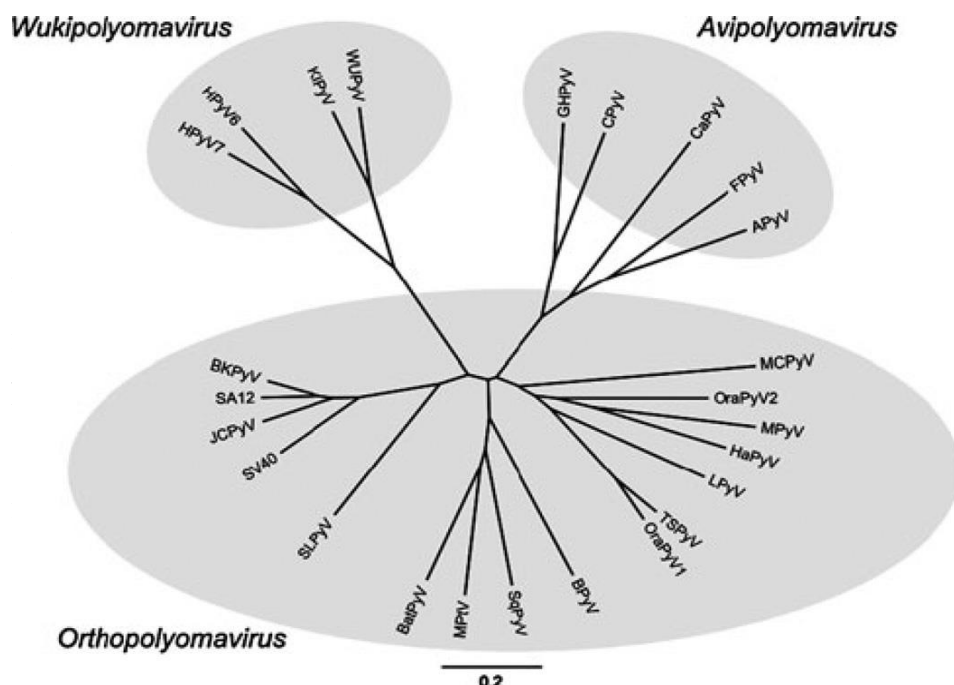 Wukipolyomavirus
Avipolyomavirus
WUPyV
KIPyV
HPyV6
HPyV7
GHPyV
CPyV
CaPyV
FPyV
APyV
BKPyV
SA12
JCPyV
SV40
SLPyV
BatPyV
MPtV
SqPyV
BPyV
OraPyV1
TSPyV
LPyV
HaPyV
MPyV
OraPyV2
MCPyV
Orthopolyomavirus
0.2